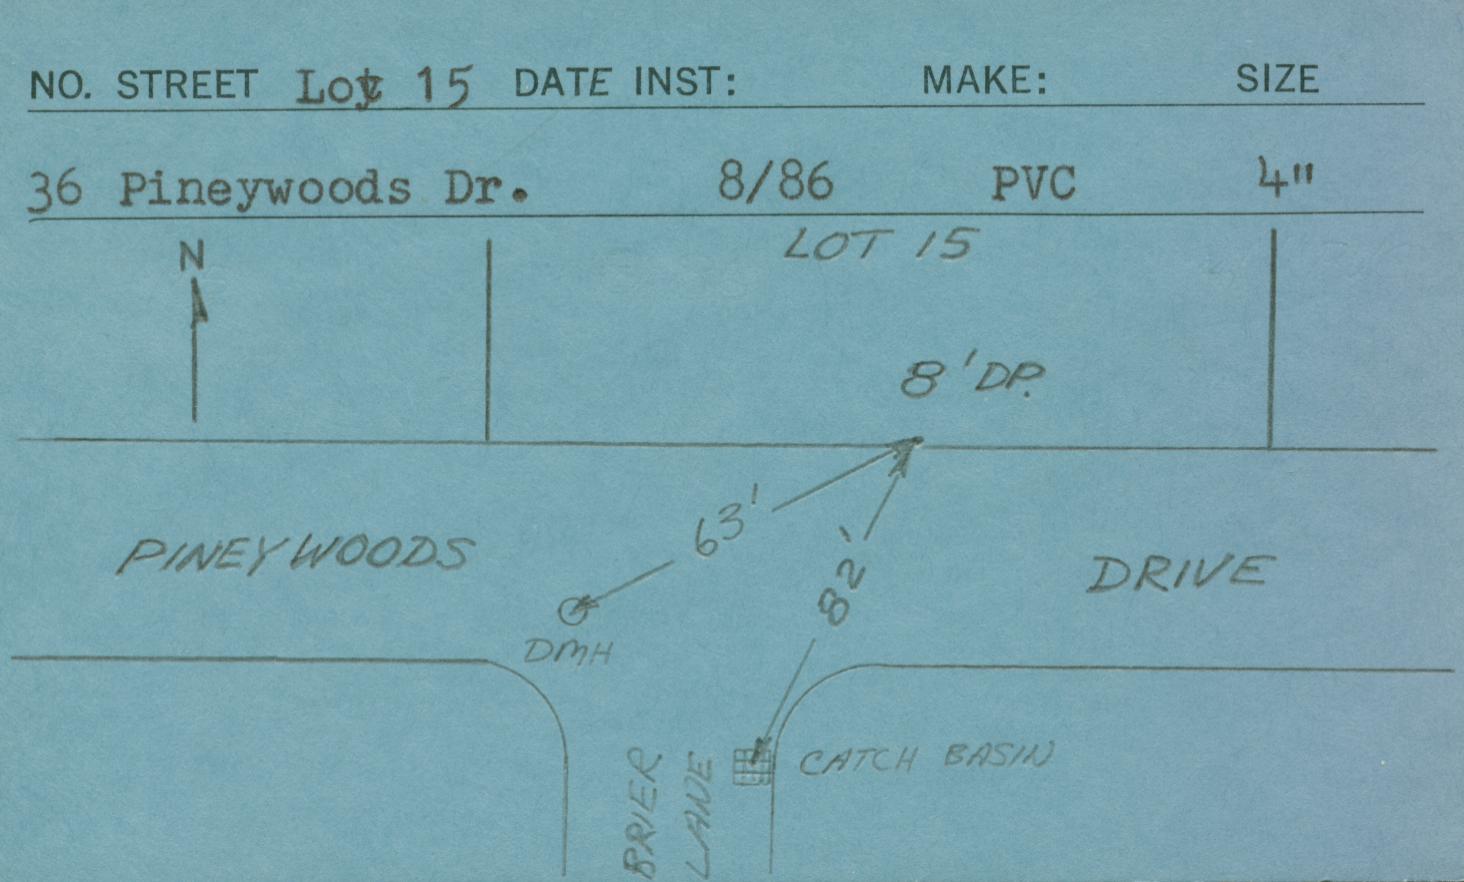 NO. STREET Lot 15 DATE INST: MAKE: SIZE
36 Pineywoods Dr. 8/86 PVC 4"
N
LOT 15
8' DP.
63'
82'
PINEYWOODS DRIVE
DMH
BRIER LANE
CATCH BASIN